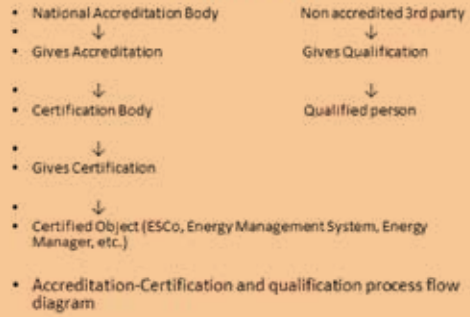 • National Accreditation Body Non accredited 3rd party
• ↓
• Gives Accreditation Gives Qualification
• ↓ ↓
• Certification Body Qualified person
• ↓
• Gives Certification
• ↓
• Certified Object (ESCo, Energy Management System, Energy
Manager, etc.)
• Accreditation-Certification and qualification process flow
diagram